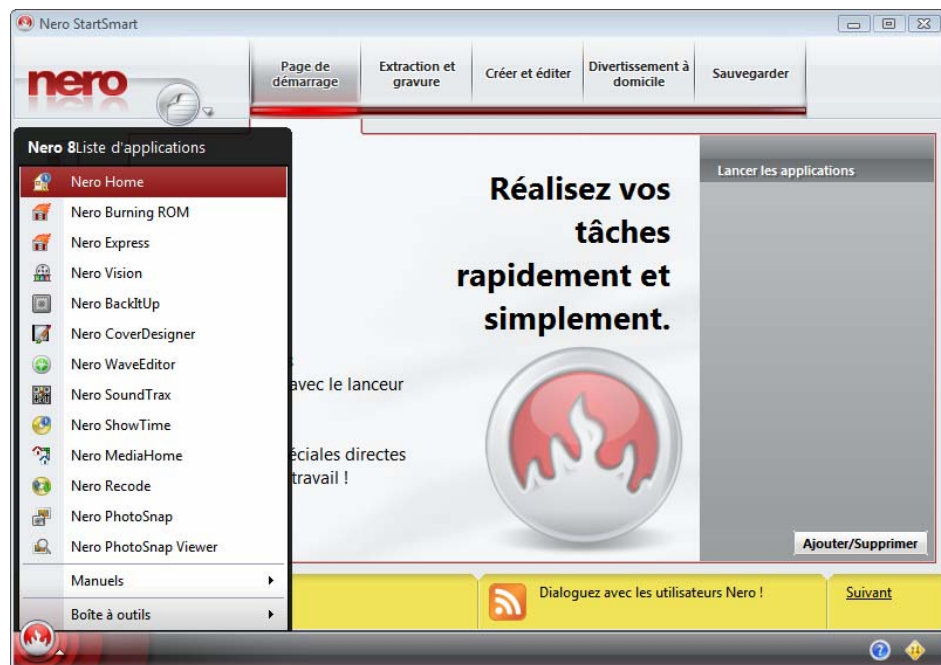 Nero StartSmart
nero
Page de
démarrage
Extraction et
gravure
Créer et éditer
Divertissement à
domicile
Sauvegarder
Nero 8Liste d'applications
Nero Home
Nero Burning ROM
Nero Express
Nero Vision
Nero BackItUp
Nero CoverDesigner
Nero WaveEditor
Nero SoundTrax
Nero ShowTime
Nero MediaHome
Nero Recode
Nero PhotoSnap
Nero PhotoSnap Viewer
Manuels
Boîte à outils
Réalisez vos
tâches
rapidement et
simplement.
avec le lanceur
éciales directes
travail !
Lancer les applications
Ajouter/Supprimer
Dialoguez avec les utilisateurs Nero !
Suivant